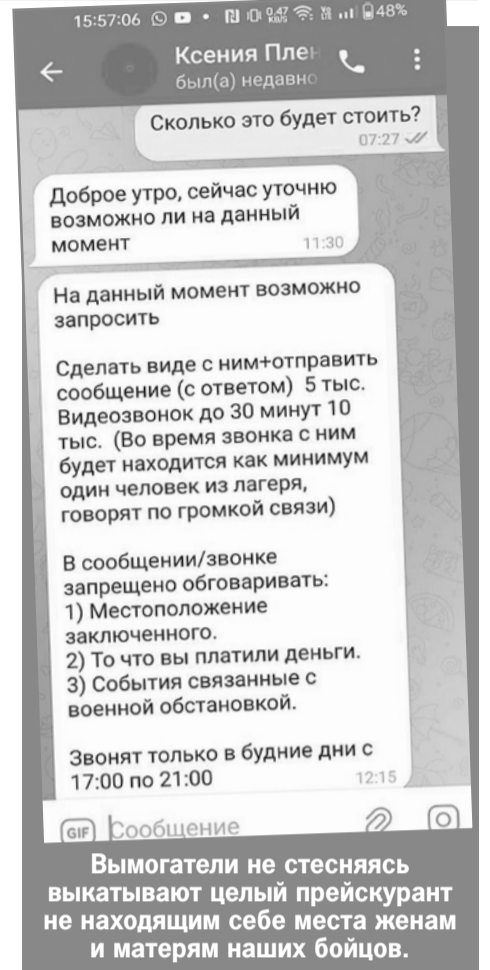 15:57:06 0,47 KB/S 48%
Ксения Плен
был(а) недавно
Сколько это будет стоить?
07:27
Доброе утро, сейчас уточню
возможно ли на данный
момент 11:30
На данный момент возможно
запросить
Сделать виде с ним+отправить
сообщение (с ответом) 5 тыс.
Видеозвонок до 30 минут 10
тыс. (Во время звонка с ним
будет находится как минимум
один человек из лагеря,
говорят по громкой связи)
В сообщении/звонке
запрещено обговаривать:
1) Местоположение
заключенного.
2) То что вы платили деньги.
3) События связанные с
военной обстановкой.
Звонят только в будние дни с
17:00 по 21:00 12:15
GIF Сообщение
Вымогатели не стесняясь
выкатывают целый прейскурант
не находящим себе места женам
и матерям наших бойцов.